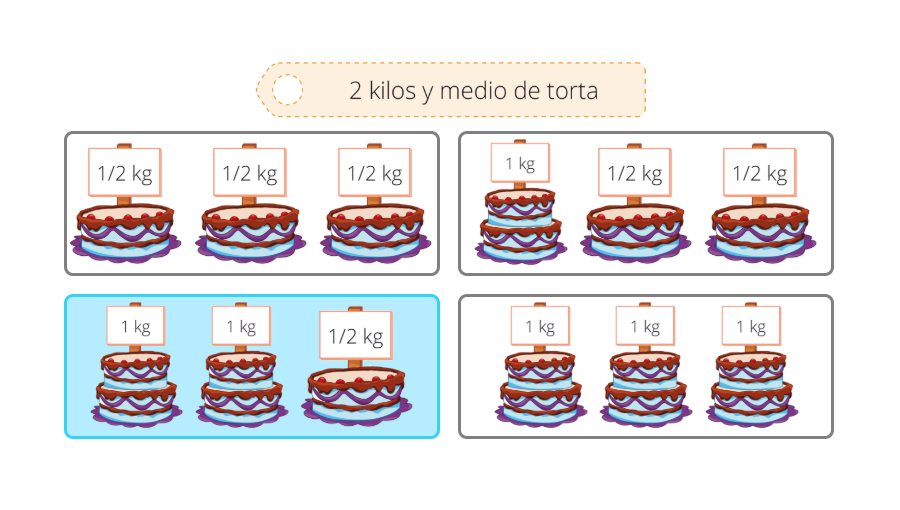 2 kilos y medio de torta
1/2 kg 1/2 kg 1/2 kg
1 kg 1/2 kg 1/2 kg
1 kg 1 kg 1/2 kg
1 kg 1 kg 1 kg